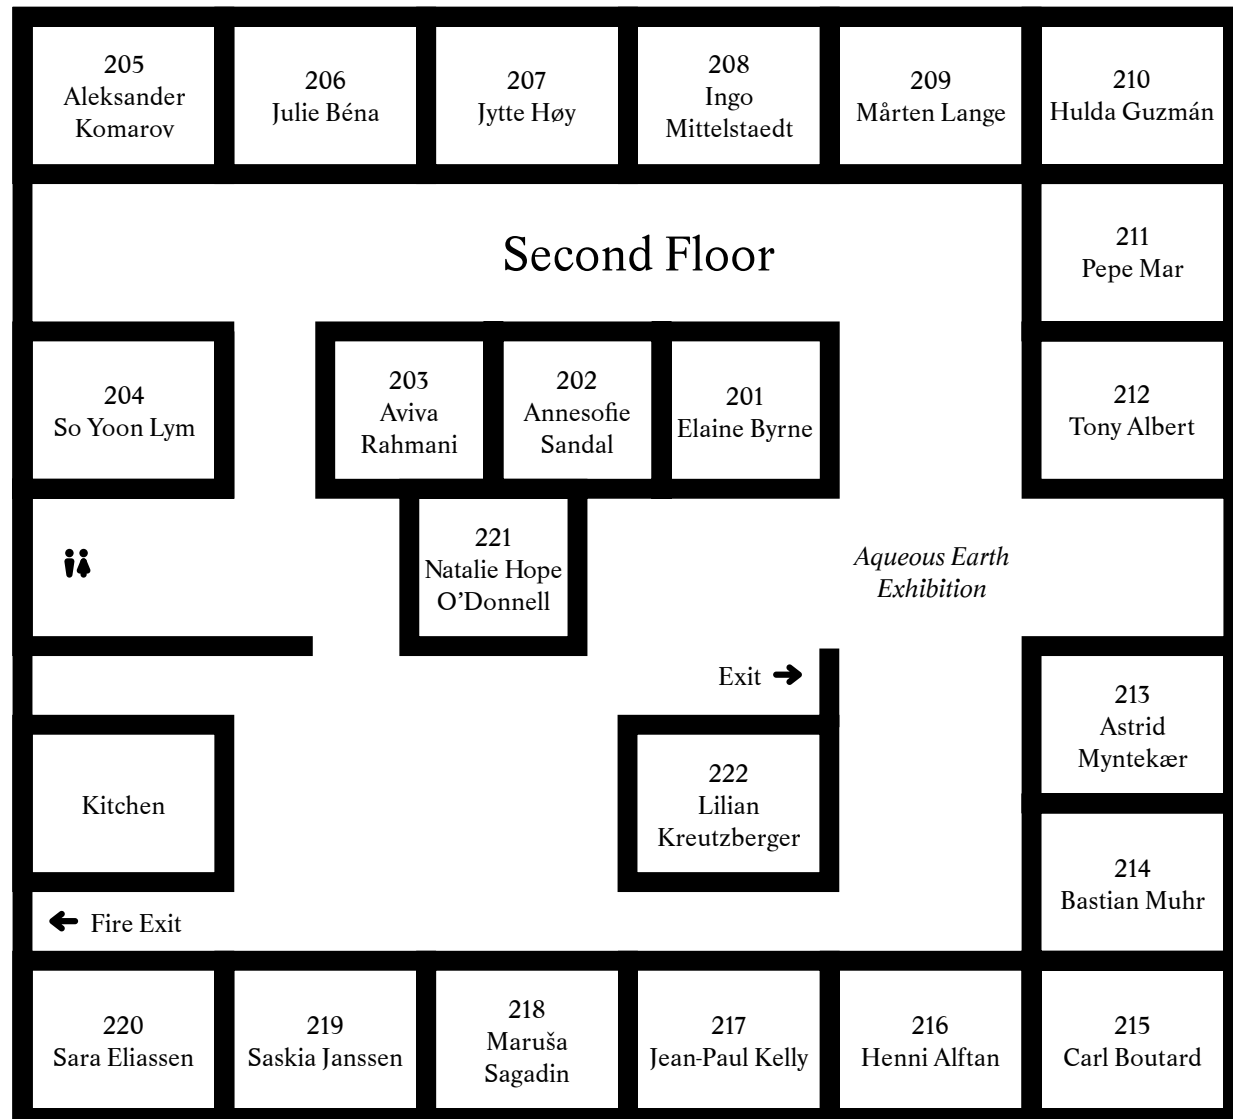 205
Aleksander
Komarov
206
Julie Béna
207
Jytte Høy
208
Ingo
Mittelstaedt
209
Mårten Lange
210
Hulda Guzmán
Second Floor
211
Pepe Mar
204
So Yoon Lym
203
Aviva
Rahmani
202
Annesofie
Sandal
201
Elaine Byrne
212
Tony Albert
221
Natalie Hope
O’Donnell
Aqueous Earth
Exhibition
Exit
213
Astrid
Myntekær
Kitchen
222
Lilian
Kreutzberger
214
Bastian Muhr
Fire Exit
220
Sara Eliassen
219
Saskia Janssen
218
Maruša
Sagadin
217
Jean-Paul Kelly
216
Henni Alftan
215
Carl Boutard